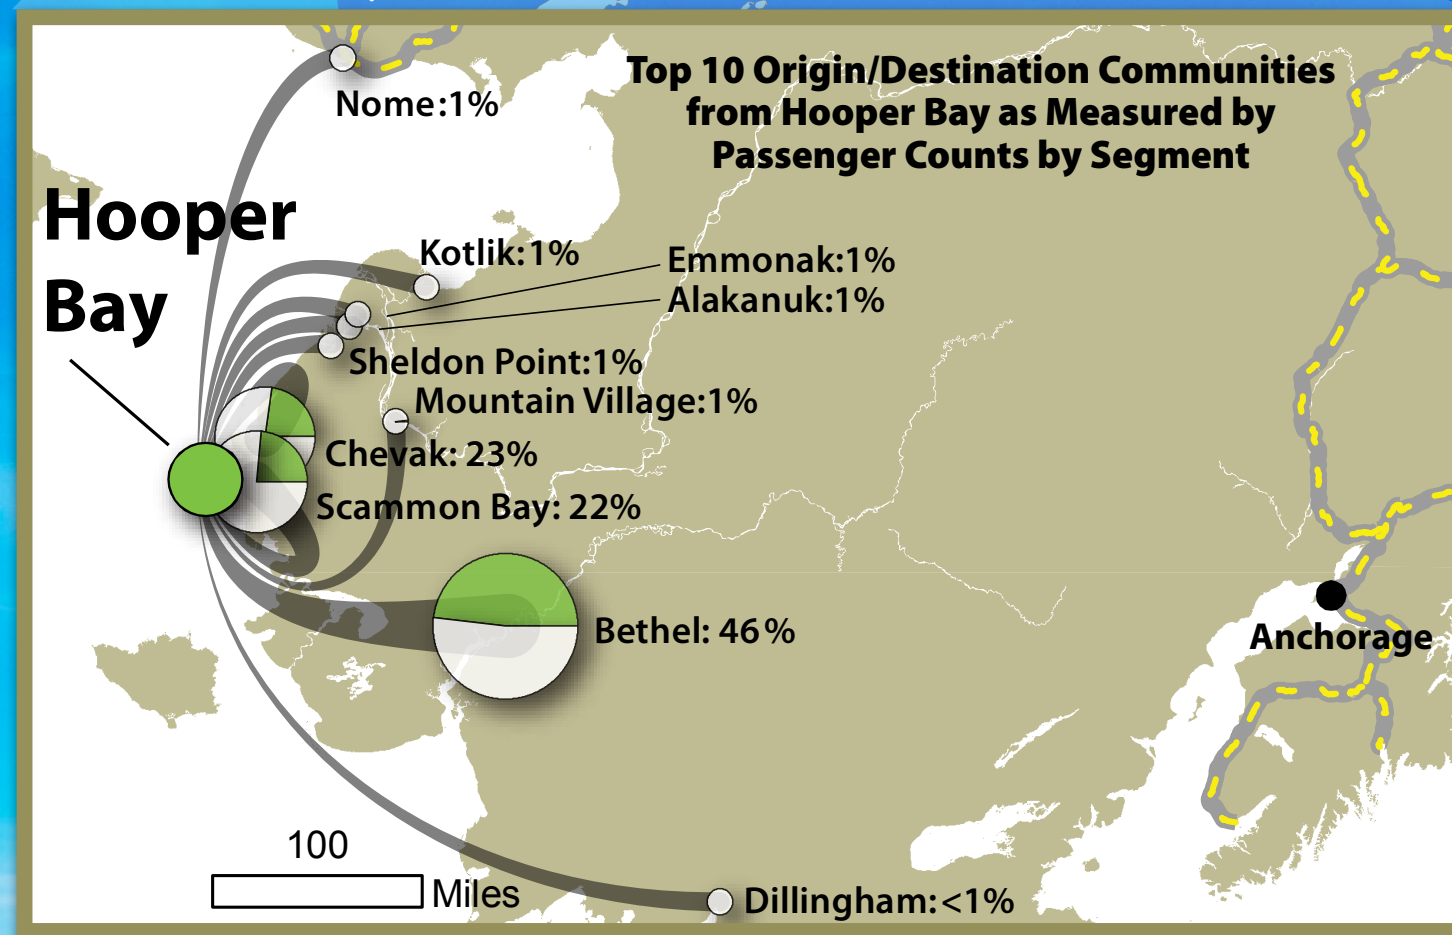 Top 10 Origin/Destination Communities
from Hooper Bay as Measured by
Passenger Counts by Segment
Nome:1%
Hooper
Bay
Kotlik:1%
Emmonak:1%
Alakanuk:1%
Sheldon Point:1%
Mountain Village:1%
Chevak: 23%
Scammon Bay: 22%
Bethel: 46%
Anchorage
100
Miles
Dillingham:<1%